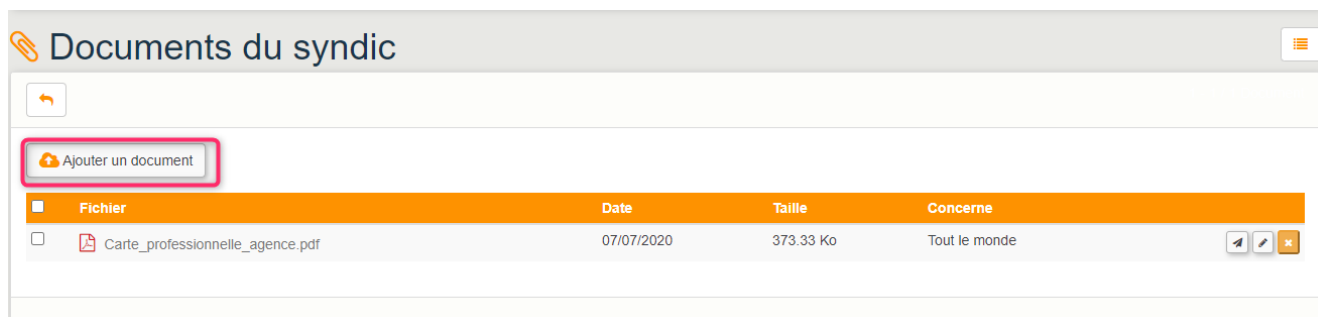 Documents du syndic
Ajouter un document
Fichier Date Taille Concerne
Carte_professionnelle_agence.pdf 07/07/2020 373.33 Ko Tout le monde